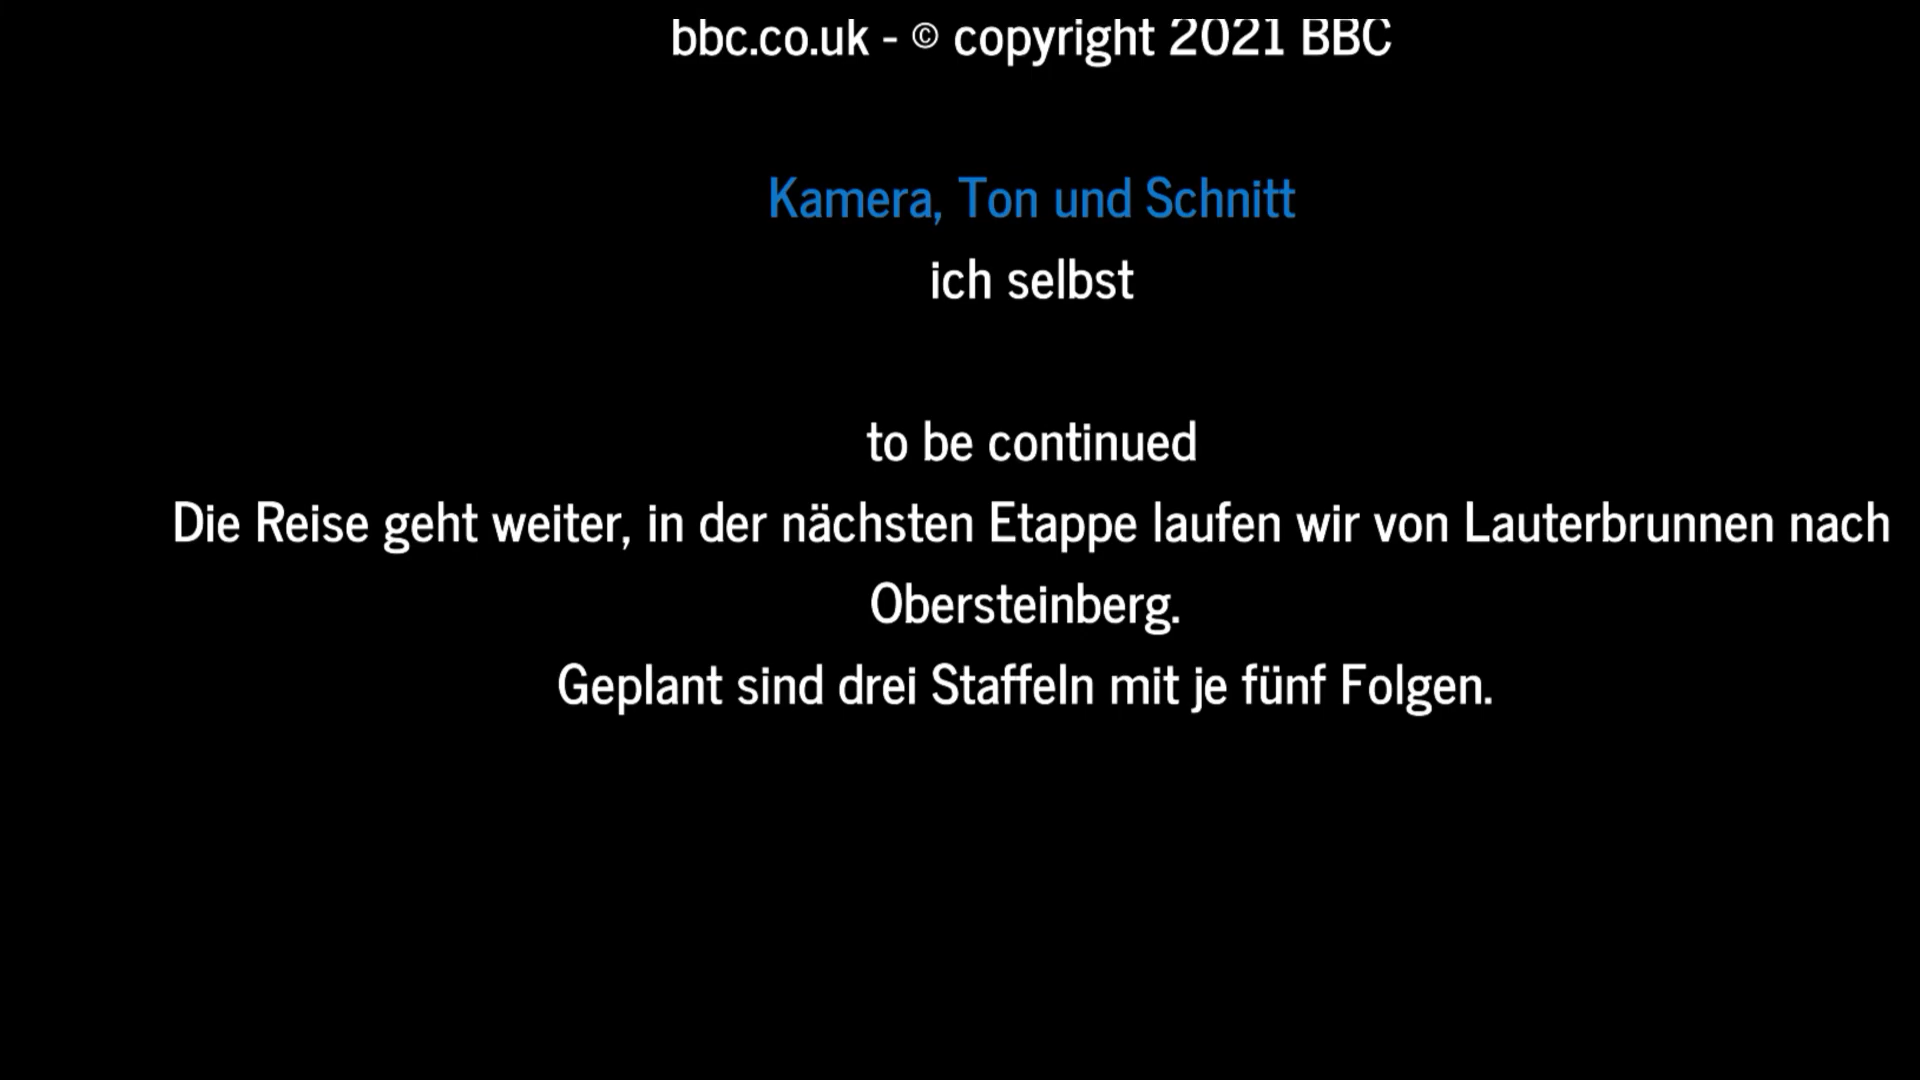 bbc.co.uk - © copyright 2021 BBC
Kamera, Ton und Schnitt
ich selbst
to be continued
Die Reise geht weiter, in der nächsten Etappe laufen wir von Lauterbrunnen nach
Obersteinberg.
Geplant sind drei Staffeln mit je fünf Folgen.